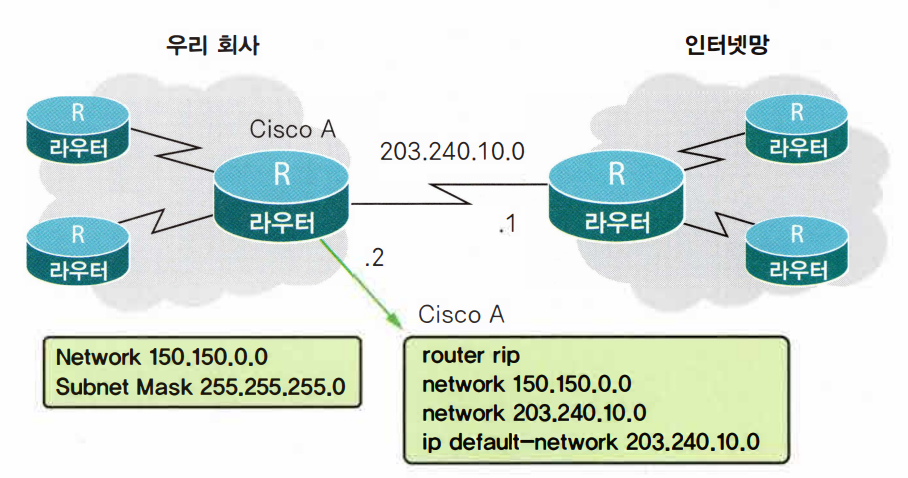 우리 회사
인터넷망
R
라우터
Cisco A
R
라우터
203.240.10.0
R
라우터
.1
R
라우터
R
라우터
.2
R
라우터
Cisco A
Network 150.150.0.0
Subnet Mask 255.255.255.0
router rip
network 150.150.0.0
network 203.240.10.0
ip default-network 203.240.10.0